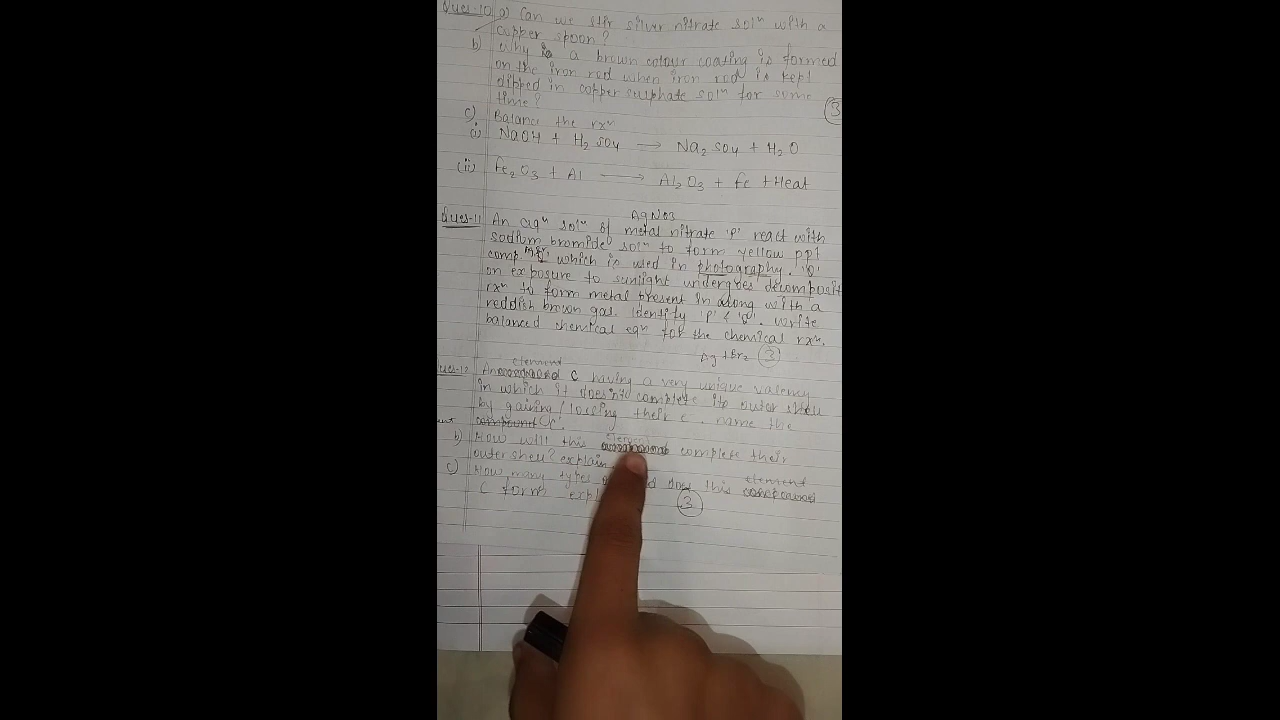 Ques-10 a) Can we stir silver nitrate solⁿ with a
copper spoon?
b) Why is a brown colour coating is formed
on the iron rod when iron rod is kept
dipped in copper sulphate solⁿ for some
time?
3
c) Balance the rxⁿ
(i) NaOH + H₂SO₄ → Na₂SO₄ + H₂O
(ii) Fe₂O₃ + Al → Al₂O₃ + Fe + Heat
AgNO3
Ques-11 An aqⁿ solⁿ of metal nitrate 'P' react with
sodium bromide solⁿ to form yellow ppt
comp. 'Q' which is used in photography. 'Q'
on exposure to sunlight undergoes decomposit
rxⁿ to form metal present in along with a
reddish brown gas. Identify 'P' & 'Q'. Write
balanced chemical eqⁿ for the chemical rxⁿ.
Ag + Br₂ 3
element
Ques-12 An C having a very unique valency
in which it doesn't complete its outer shell
by gaining / loosing their e. name the
'C'.
b) How will this element complete their
outer shell? explain.
element
c) How many types does this
C form expl
3